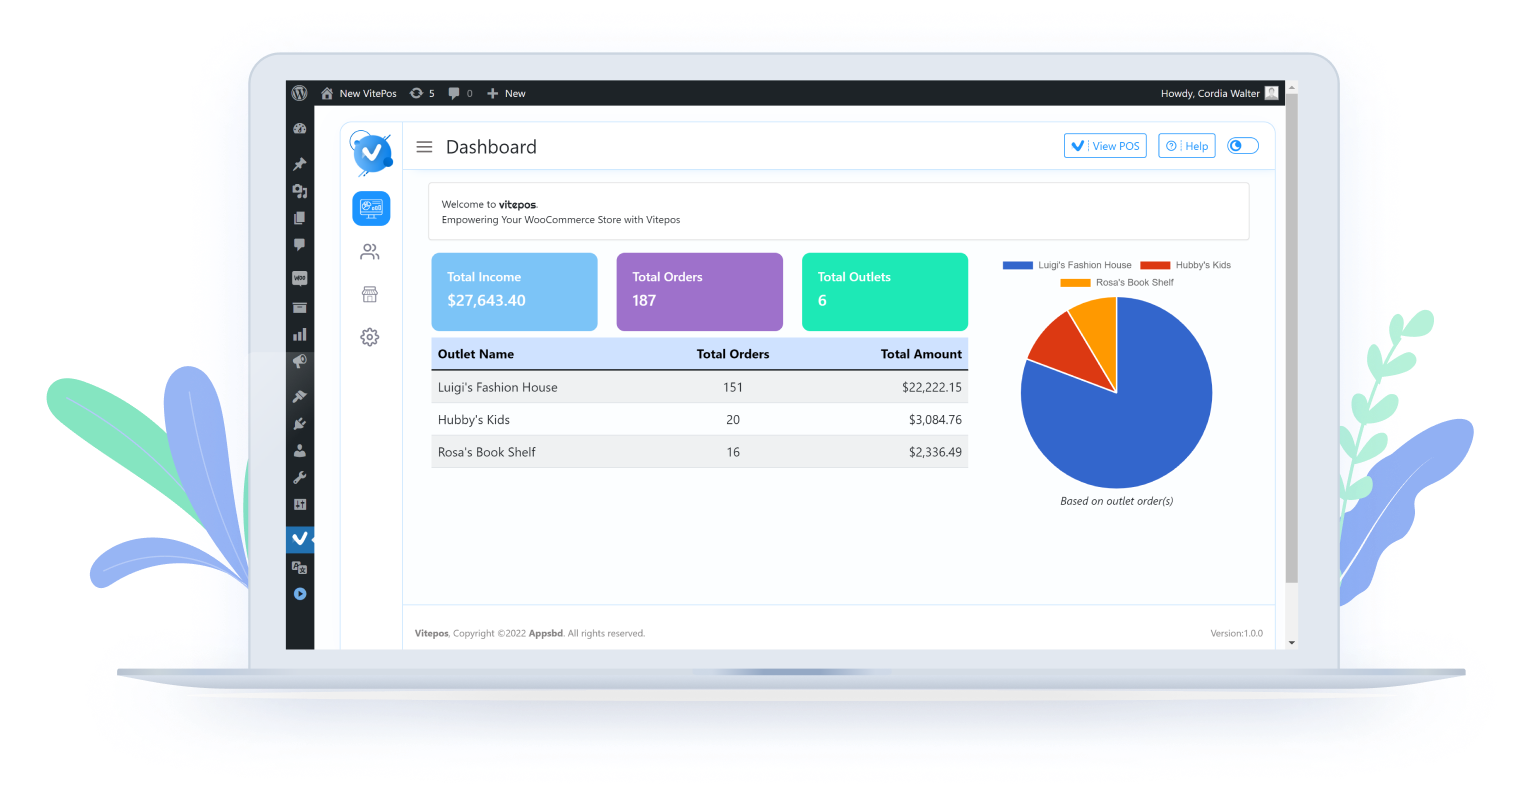 New VitePos 5 0 New Howdy, Cordia Walter
Dashboard
View POS
Help
Welcome to vitepos.
Empowering Your WooCommerce Store with Vitepos
Total Income
$27,643.40
Total Orders
187
Total Outlets
6
Outlet Name Total Orders Total Amount
Luigi's Fashion House 151 $22,222.15
Hubby's Kids 20 $3,084.76
Rosa's Book Shelf 16 $2,336.49
Luigi's Fashion House Hubby's Kids
Rosa's Book Shelf
Based on outlet order(s)
Woo
Vitepos, Copyright ©2022 Appsbd. All rights reserved. Version:1.0.0